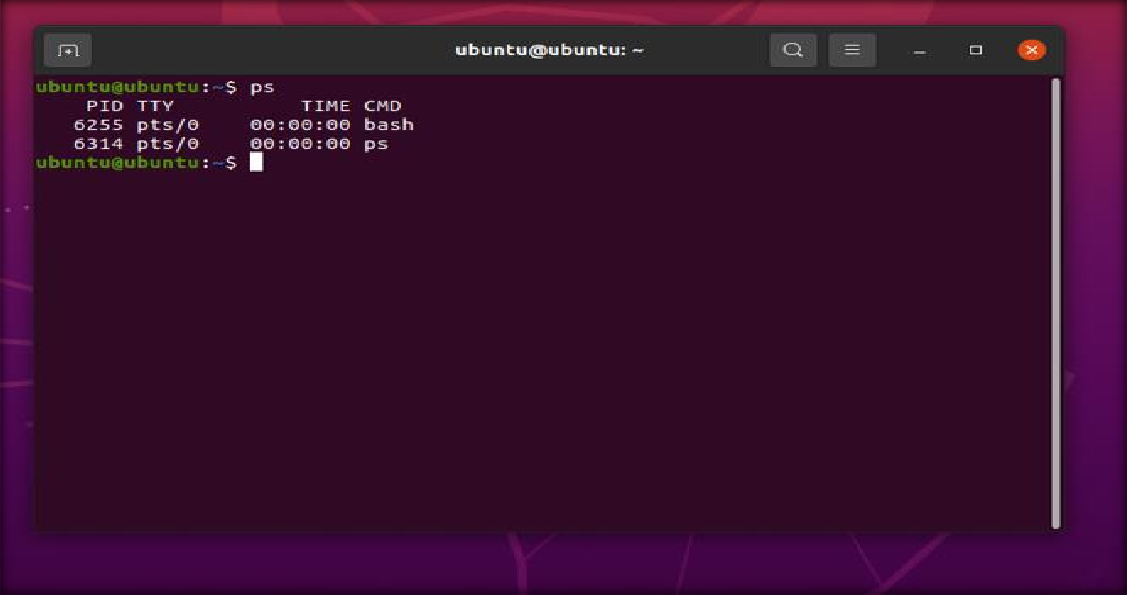 ubuntu@ubuntu: ~
ubuntu@ubuntu:~$ ps
    PID TTY          TIME CMD
   6255 pts/0    00:00:00 bash
   6314 pts/0    00:00:00 ps
ubuntu@ubuntu:~$